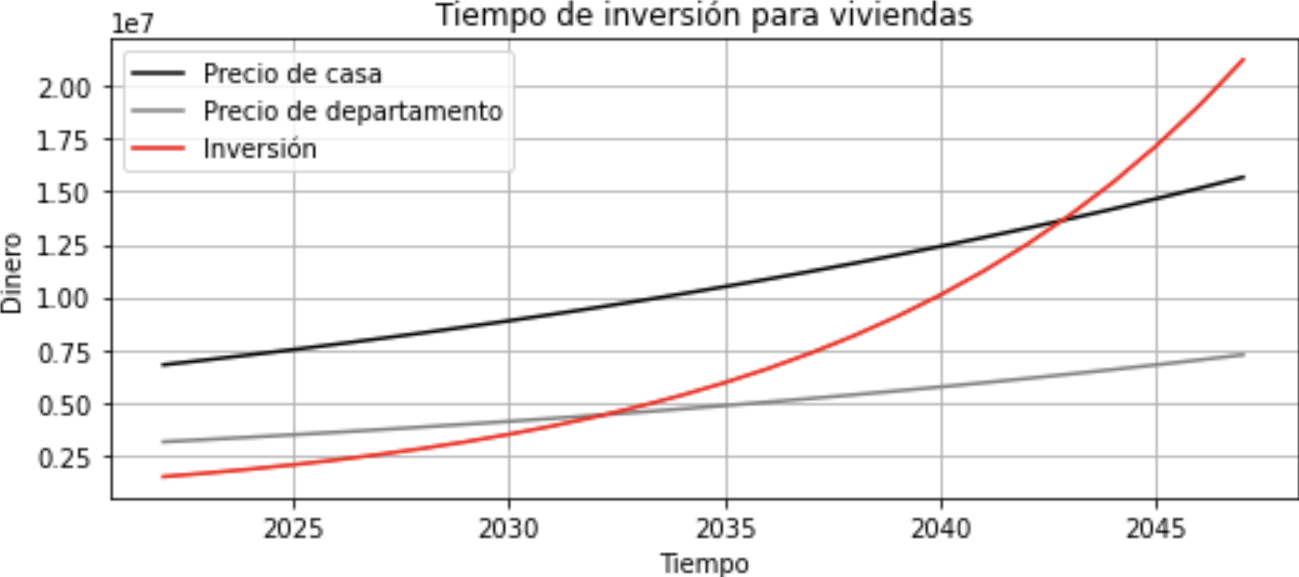 Tiempo de inversión para viviendas
1e7
Precio de casa
Precio de departamento
Inversión
2.00
1.75
1.50
1.25
1.00
0.75
0.50
0.25
Dinero
2025
2030
2035
2040
2045
Tiempo